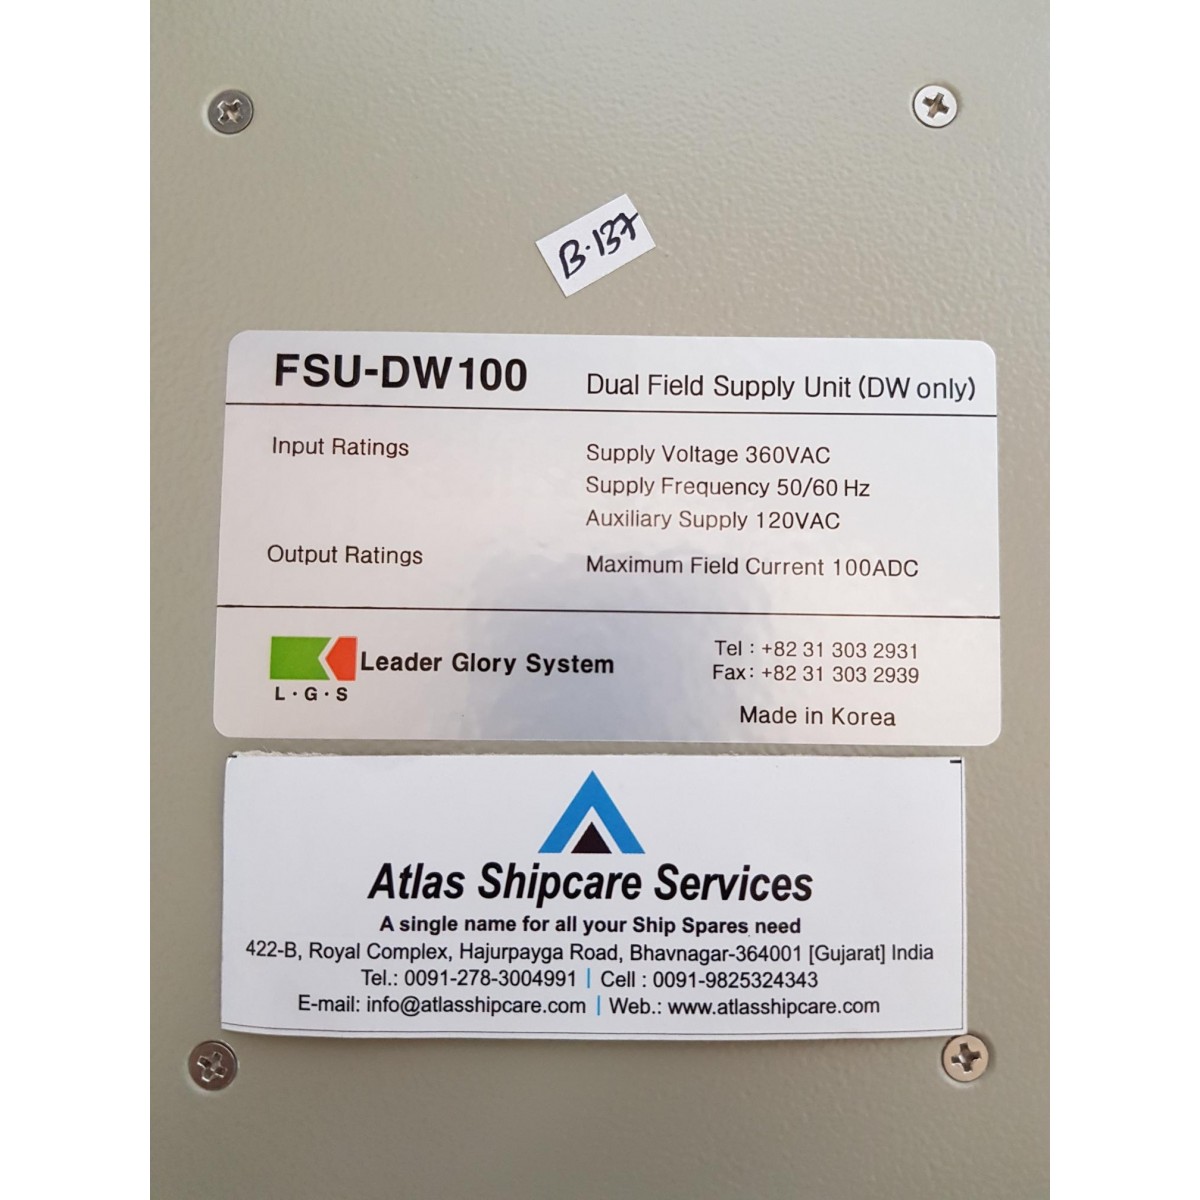 B.137
FSU-DW100 Dual Field Supply Unit (DW only)
Input Ratings Supply Voltage 360VAC
Supply Frequency 50/60 Hz
Auxiliary Supply 120VAC
Output Ratings Maximum Field Current 100ADC
Leader Glory System
L·G·S
Tel : +82 31 303 2931
Fax: +82 31 303 2939
Made in Korea
Atlas Shipcare Services
A single name for all your Ship Spares need
422-B, Royal Complex, Hajurpayga Road, Bhavnagar-364001 [Gujarat] India
Tel.: 0091-278-3004991 | Cell : 0091-9825324343
E-mail: info@atlasshipcare.com | Web.: www.atlasshipcare.com